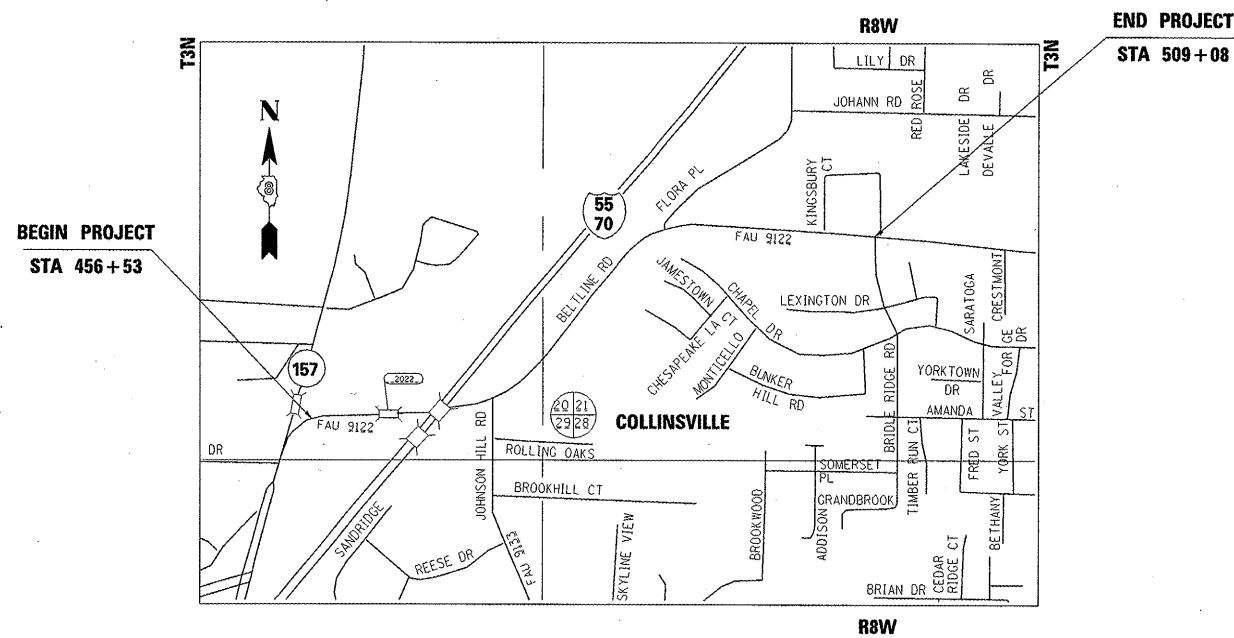 R8W
END PROJECT
STA 509+08
T3N
T3N
LILY DR
JOHANN RD
RED ROSE
LAKESIDE DR
DEVALLE DR
N
KINGSBURY CT
FLORA PL
55
70
FAU 9122
BEGIN PROJECT
STA 456+53
BELTLINE RD
JAMESTOWN
CHAPEL DR
LEXINGTON DR
SARATOGA
CRESTMONT
CHESAPEAKE LA CT
MONTICELLO
BUNKER
HILL RD
BRIDLE RIDGE RD
VALLEY FORGE DR
YORKTOWN
DR
157
2022
FAU 9122
20 21
29 28
COLLINSVILLE
AMANDA ST
DR
JOHNSON HILL RD
ROLLING OAKS
BROOKHILL CT
SOMERSET
PL
GRANDBROOK
TIMBER RUN CT
FRED ST
YORK ST
BROOKWOOD
ADDISON
BETHANY
SANDRIDGE
REESE DR
FAU 9133
SKYLINE VIEW
BRIAN DR
CEDAR
RIDGE CT
R8W